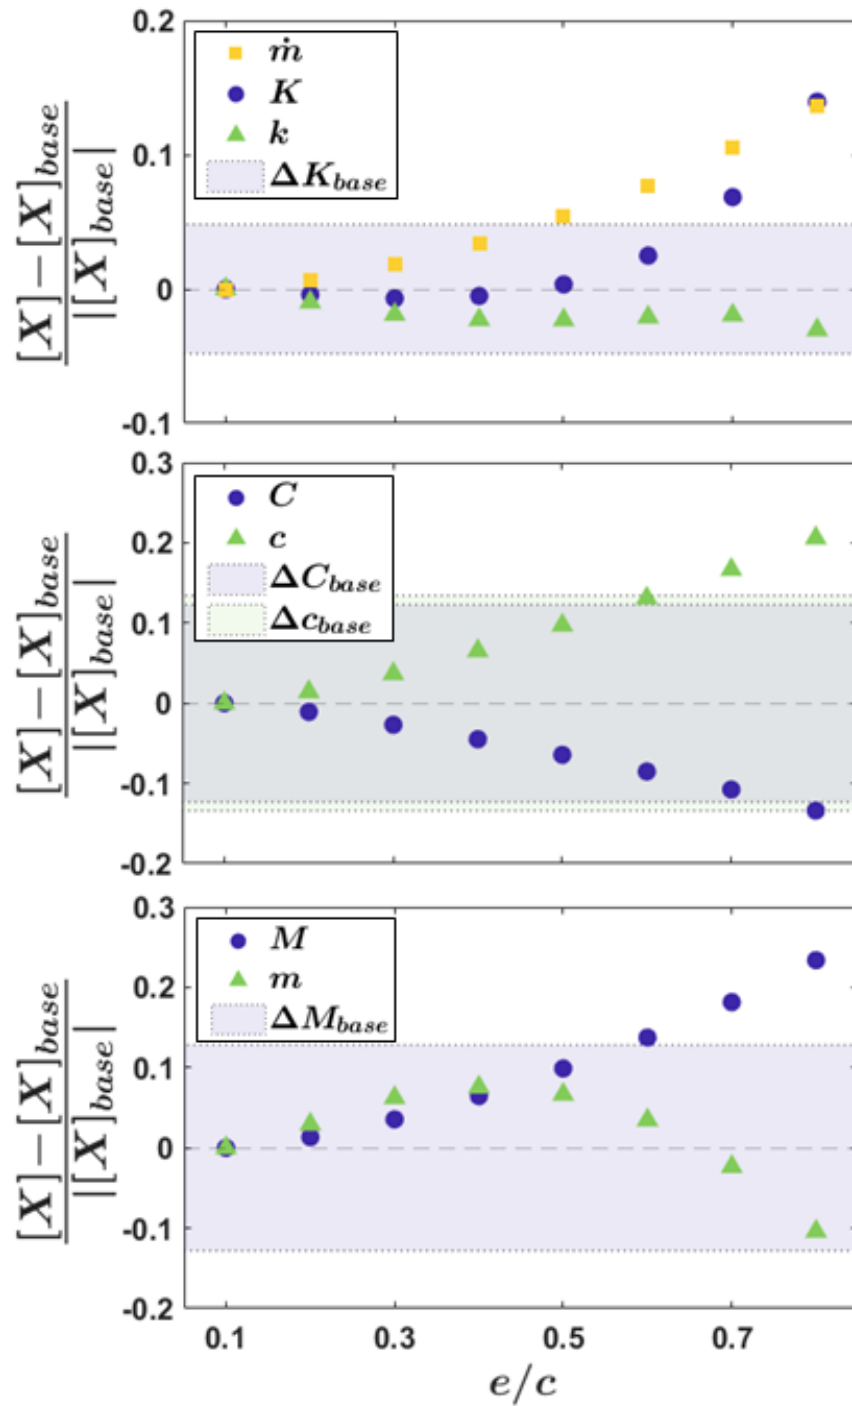 0.2
ṁ
K
k
ΔK_base
0.1
0
-0.1
[X]−[X]_base
|[X]_base|
0.3
C
c
ΔC_base
Δc_base
0.2
0.1
0
-0.1
-0.2
[X]−[X]_base
|[X]_base|
0.3
M
m
ΔM_base
0.2
0.1
0
-0.1
-0.2
[X]−[X]_base
|[X]_base|
0.1 0.3 0.5 0.7
e/c